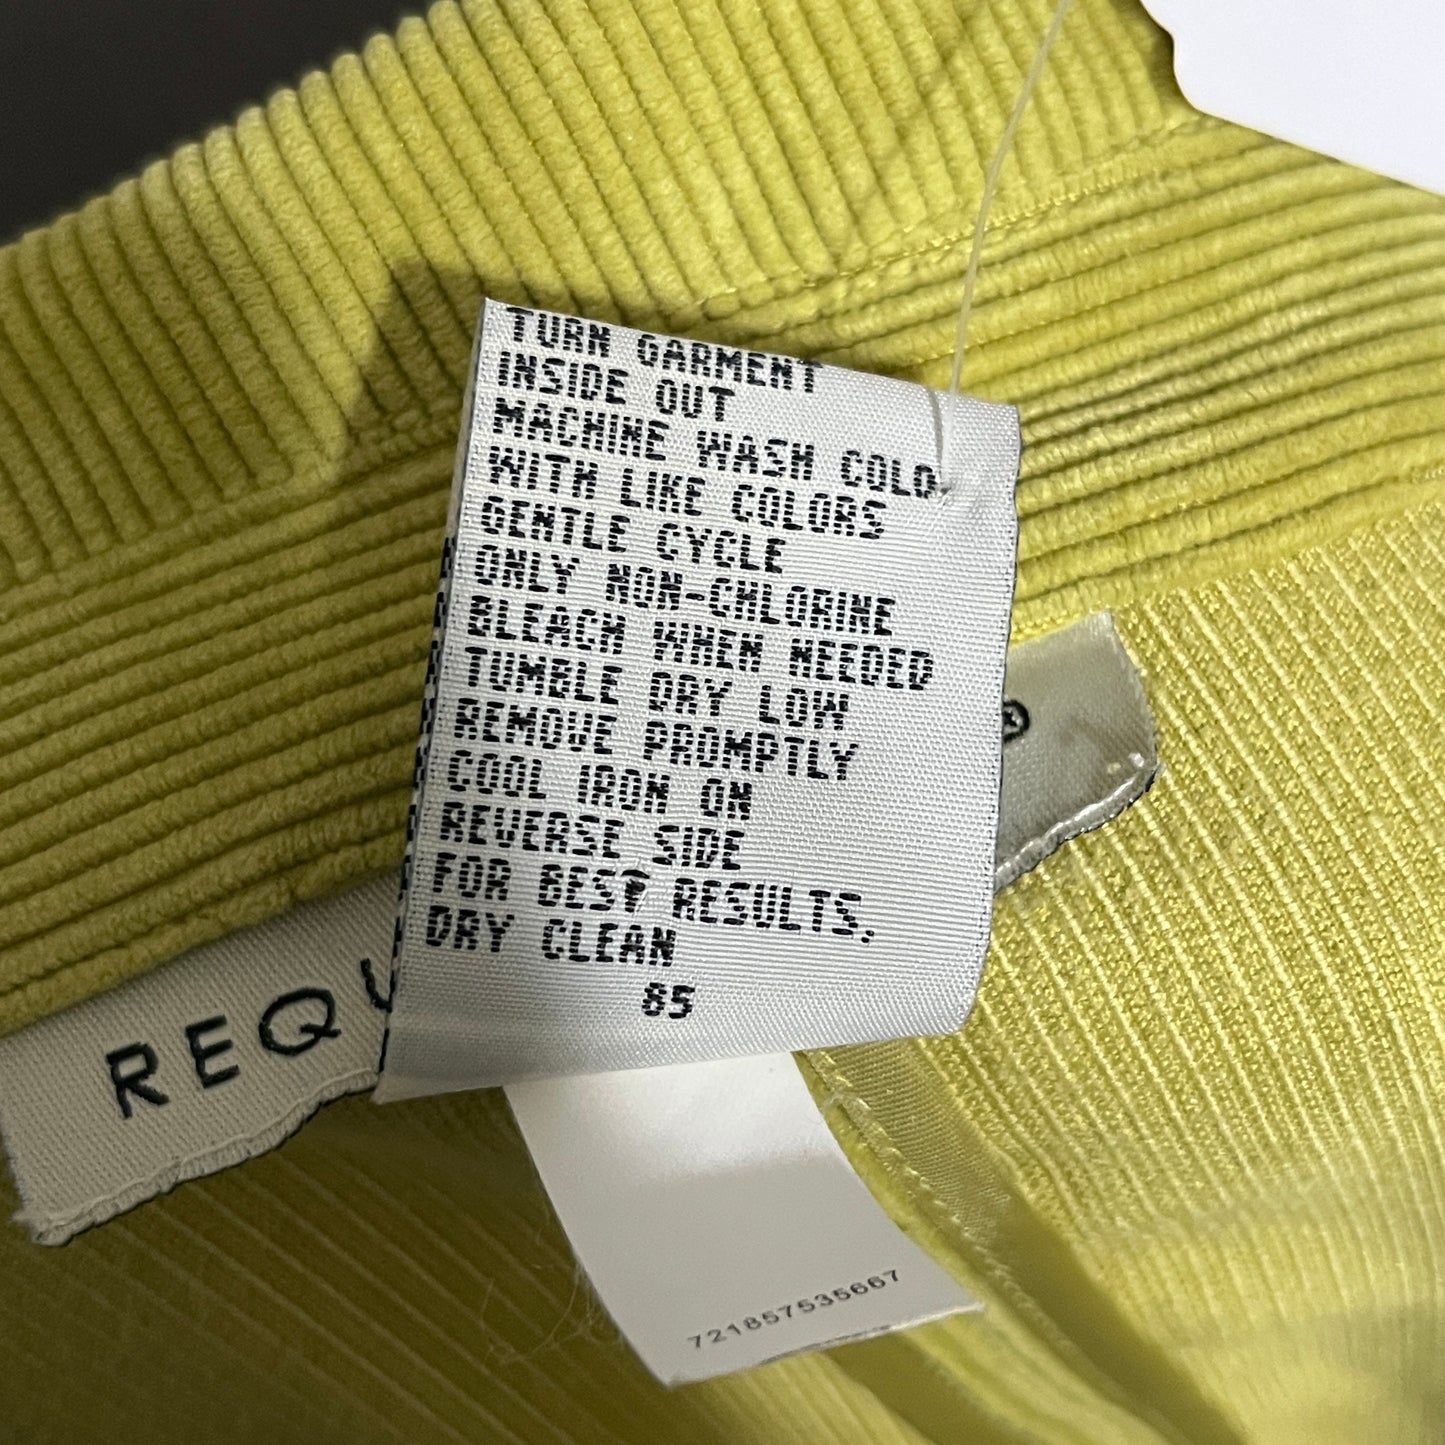 TURN GARMENT
INSIDE OUT
MACHINE WASH COLD
WITH LIKE COLORS
GENTLE CYCLE
ONLY NON-CHLORINE
BLEACH WHEN NEEDED
TUMBLE DRY LOW
REMOVE PROMPTLY
COOL IRON ON
REVERSE SIDE
FOR BEST RESULTS,
DRY CLEAN
85
®
721857535667